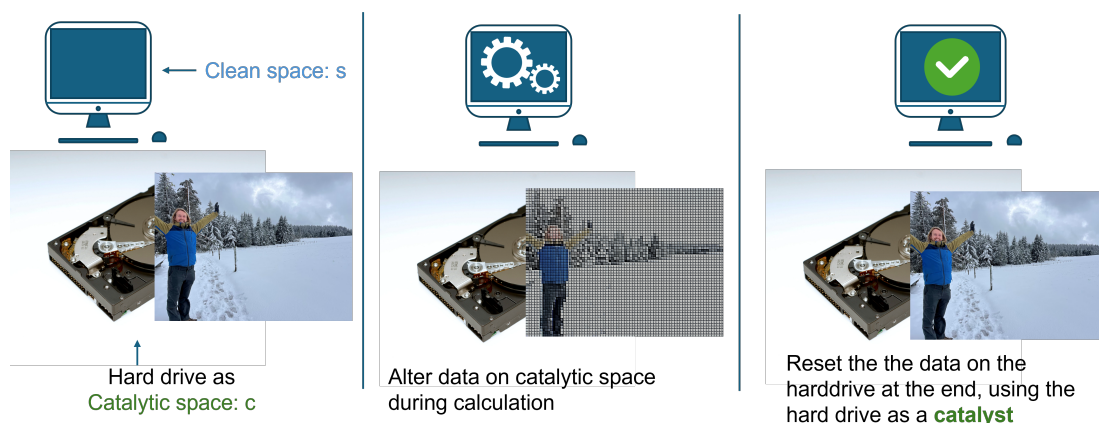 Clean space: s
Hard drive as
Catalytic space: c
Alter data on catalytic space
during calculation
Reset the the data on the
harddrive at the end, using the
hard drive as a catalyst